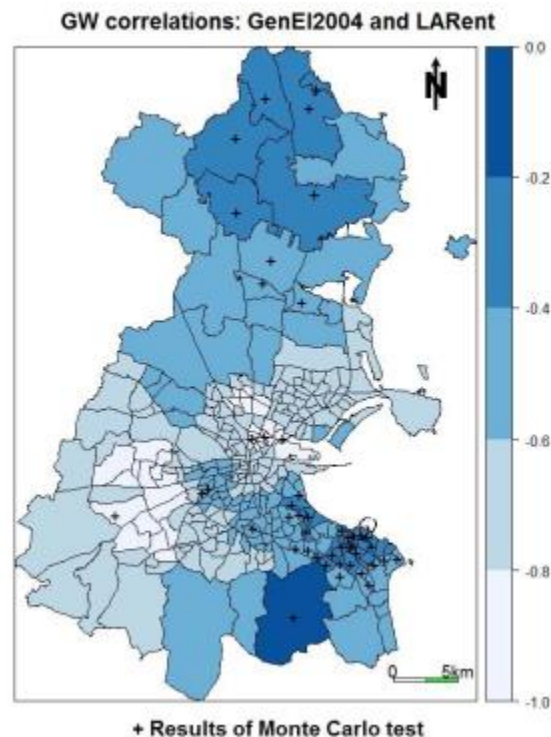 GW correlations: GenEl2004 and LARent
N
0.0
-0.2
-0.4
-0.6
-0.8
-1.0
0 5km
+ Results of Monte Carlo test